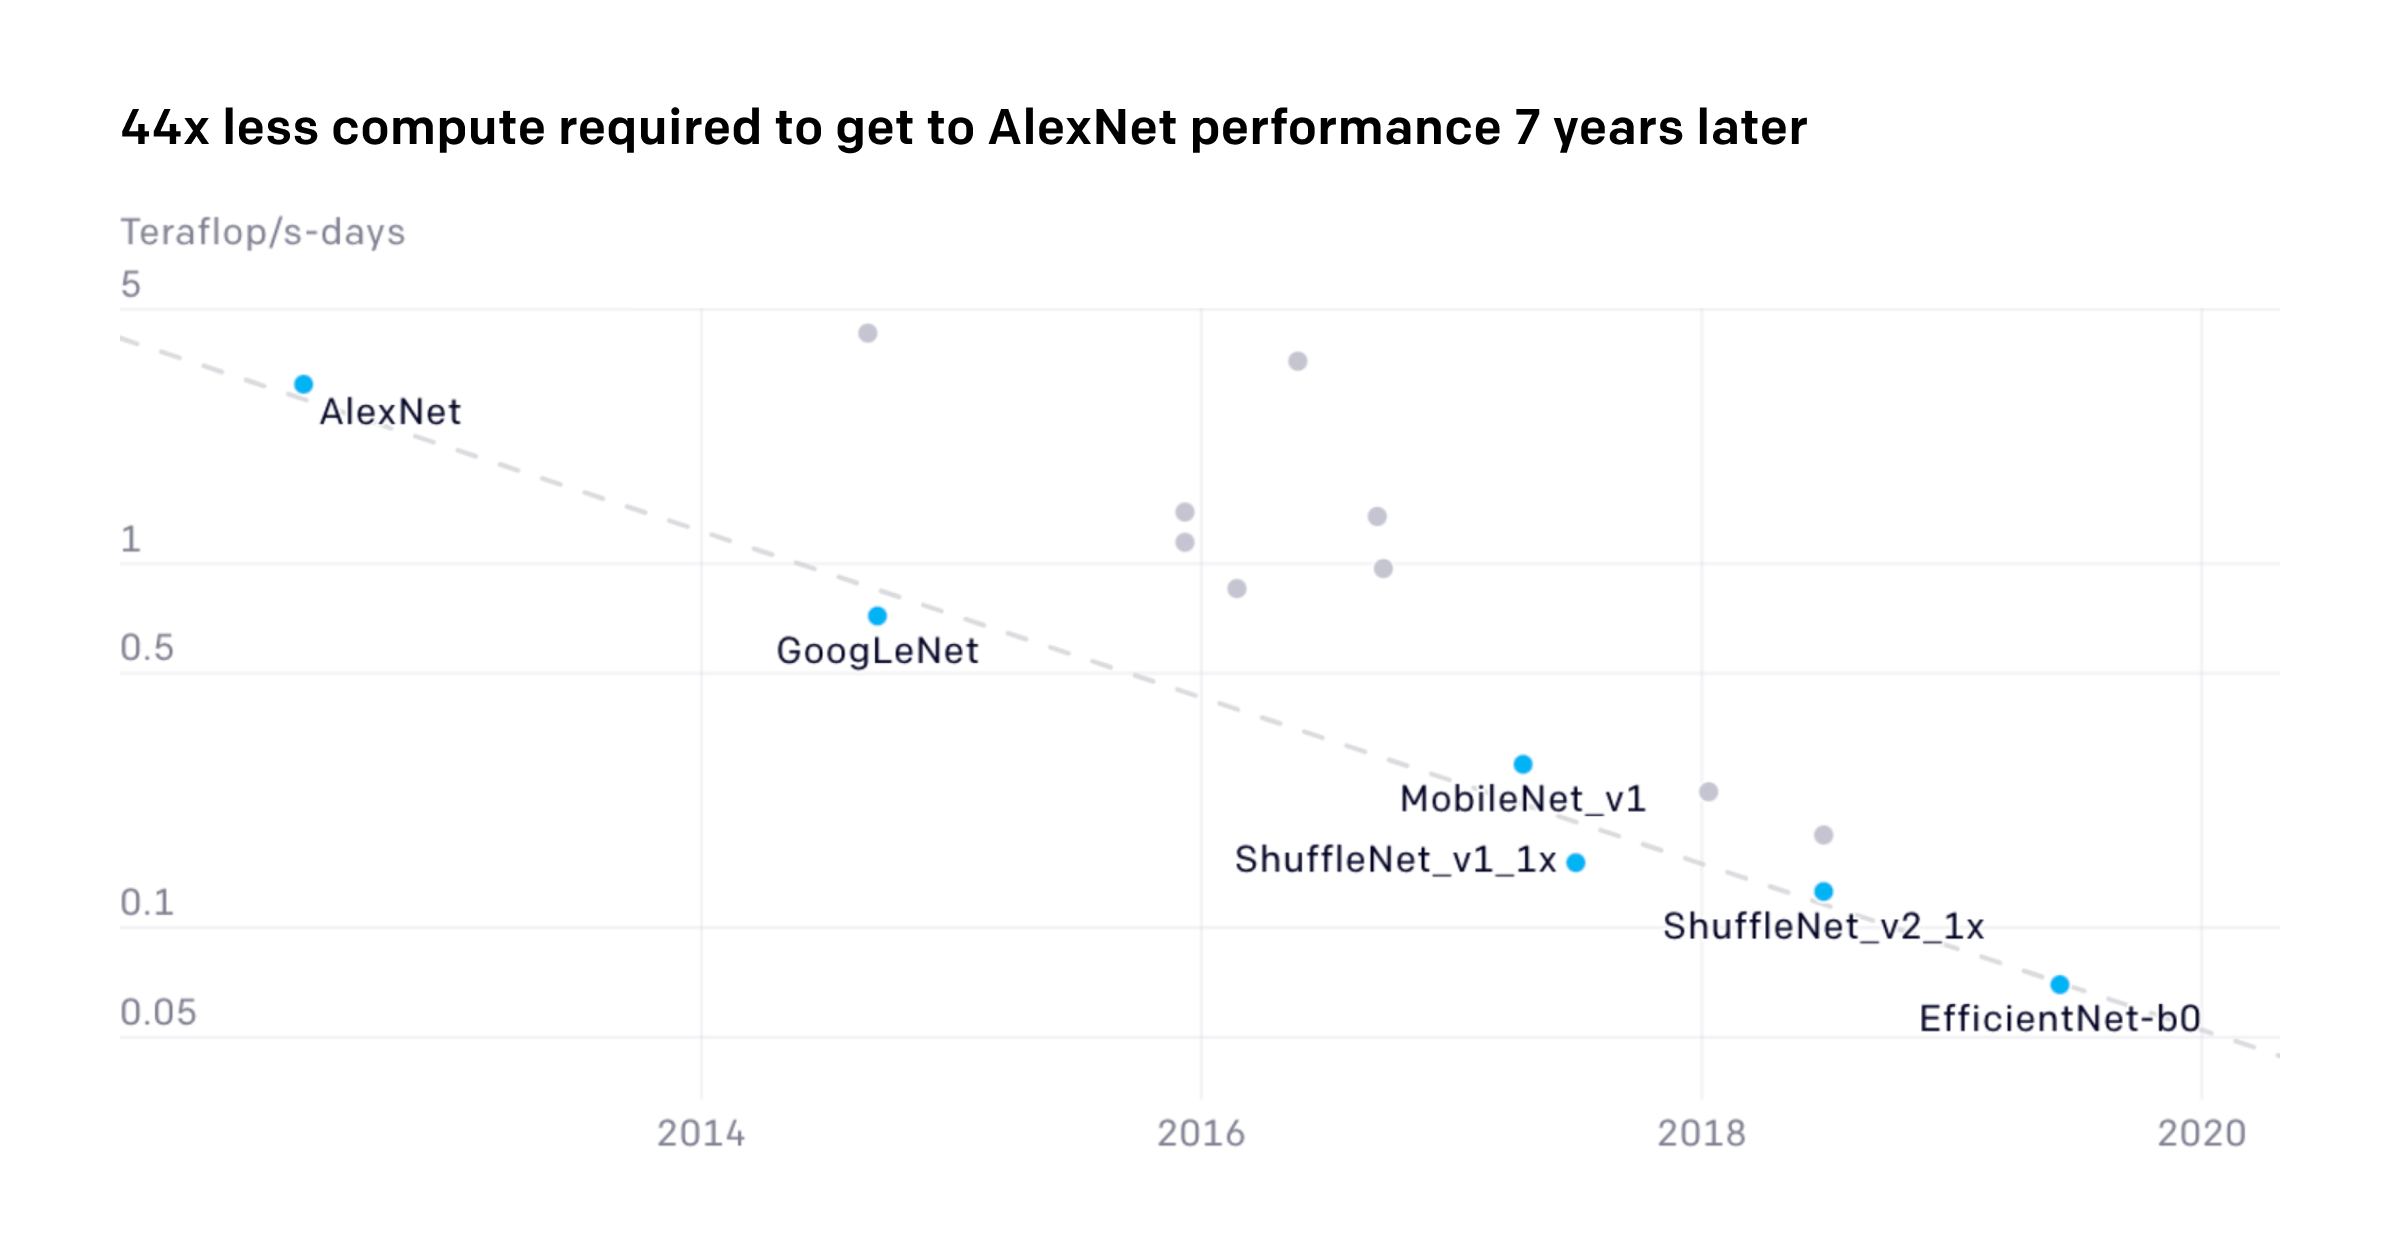 44x less compute required to get to AlexNet performance 7 years later
Teraflop/s-days
5
AlexNet
1
0.5
GoogLeNet
MobileNet_v1
ShuffleNet_v1_1x
0.1
ShuffleNet_v2_1x
0.05
EfficientNet-b0
2014 2016 2018 2020